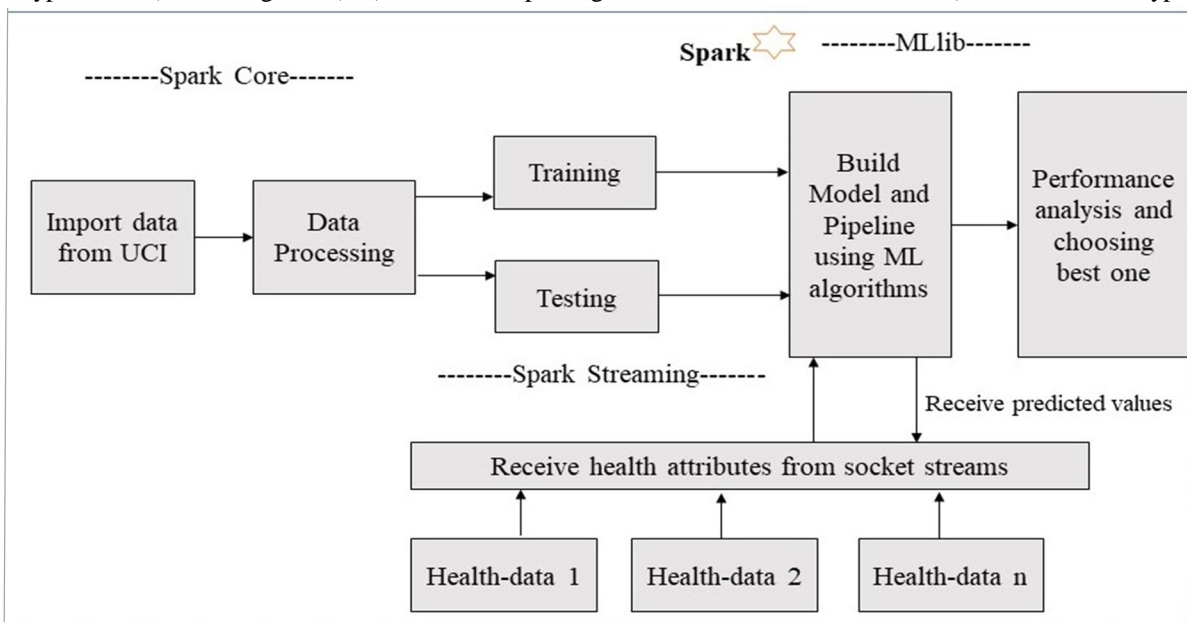 Spark
--------MLlib-------
--------Spark Core-------
Training
Import data
from UCI
Data
Processing
Testing
Build
Model and
Pipeline
using ML
algorithms
Performance
analysis and
choosing
best one
--------Spark Streaming-------
Receive predicted values
Receive health attributes from socket streams
Health-data 1
Health-data 2
Health-data n